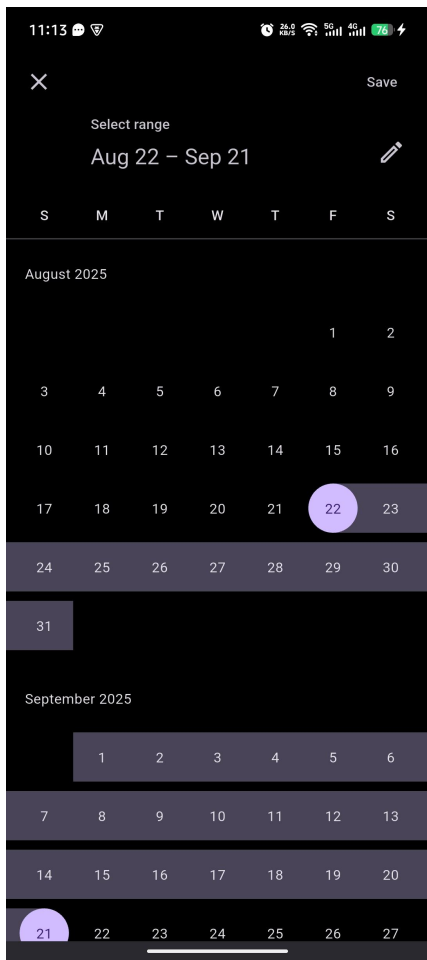 11:13 26.0 KB/S 5G 4G 76
Save
Select range
Aug 22 – Sep 21
S M T W T F S
August 2025
1 2
3 4 5 6 7 8 9
10 11 12 13 14 15 16
17 18 19 20 21 22 23
24 25 26 27 28 29 30
31
September 2025
1 2 3 4 5 6
7 8 9 10 11 12 13
14 15 16 17 18 19 20
21 22 23 24 25 26 27